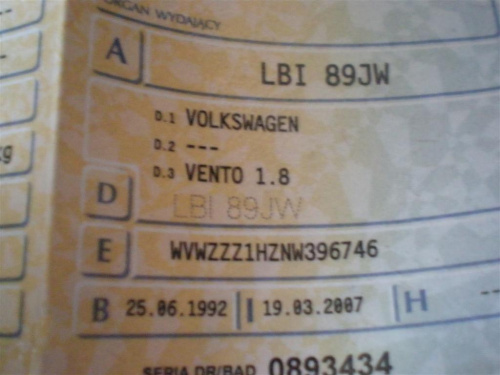 ORGAN WYDAJĄCY
A LBI 89JW
D.1 VOLKSWAGEN
D.2 ---
D.3 VENTO 1.8
D LBI 89JW
E WVWZZZ1HZNW396746
B 25.06.1992 I 19.03.2007 H --
SERIA DR/BAD 0893434